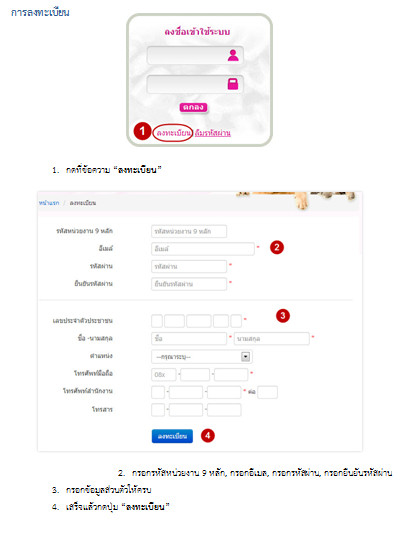 การลงทะเบียน
ลงชื่อเข้าใช้ระบบ
ตกลง
1 ลงทะเบียน ลืมรหัสผ่าน
1. กดที่ข้อความ “ลงทะเบียน”
หน้าแรก / ลงทะเบียน
รหัสหน่วยงาน 9 หลัก รหัสหน่วยงาน 9 หลัก
อีเมล์ อีเมล์ * 2
รหัสผ่าน รหัสผ่าน *
ยืนยันรหัสผ่าน ยืนยันรหัสผ่าน *
เลขประจำตัวประชาชน * 3
ชื่อ -นามสกุล ชื่อ * นามสกุล *
ตำแหน่ง --กรุณาระบุ--
โทรศัพท์มือถือ 08x - - *
โทรศัพท์สำนักงาน - - * ต่อ
โทรสาร - -
ลงทะเบียน 4
2. กรอกรหัสหน่วยงาน 9 หลัก, กรอกอีเมล, กรอกรหัสผ่าน, กรอกยืนยันรหัสผ่าน
3. กรอกข้อมูลส่วนตัวให้ครบ
4. เสร็จแล้วกดปุ่ม “ลงทะเบียน”